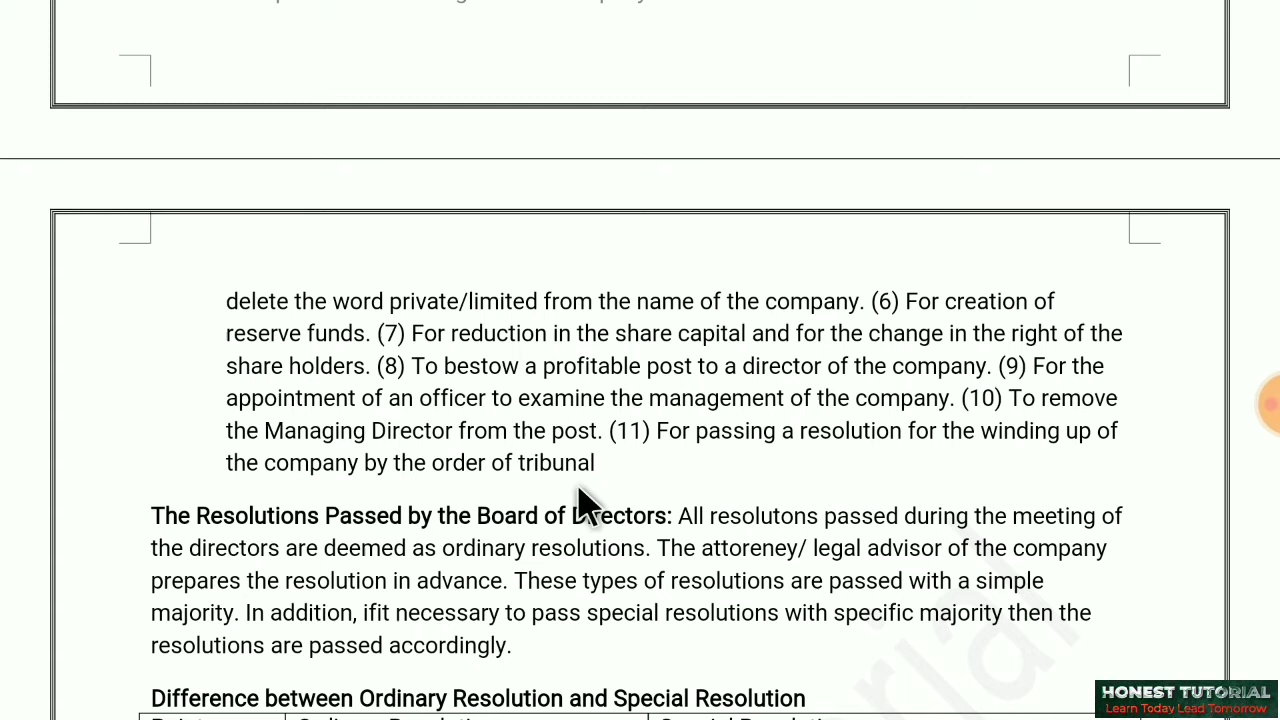 delete the word private/limited from the name of the company. (6) For creation of
reserve funds. (7) For reduction in the share capital and for the change in the right of the
share holders. (8) To bestow a profitable post to a director of the company. (9) For the
appointment of an officer to examine the management of the company. (10) To remove
the Managing Director from the post. (11) For passing a resolution for the winding up of
the company by the order of tribunal
The Resolutions Passed by the Board of Directors: All resolutons passed during the meeting of
the directors are deemed as ordinary resolutions. The attoreney/ legal advisor of the company
prepares the resolution in advance. These types of resolutions are passed with a simple
majority. In addition, ifit necessary to pass special resolutions with specific majority then the
resolutions are passed accordingly.
rial
Difference between Ordinary Resolution and Special Resolution
HONEST TUTORIAL
Learn Today Lead Tomorrow